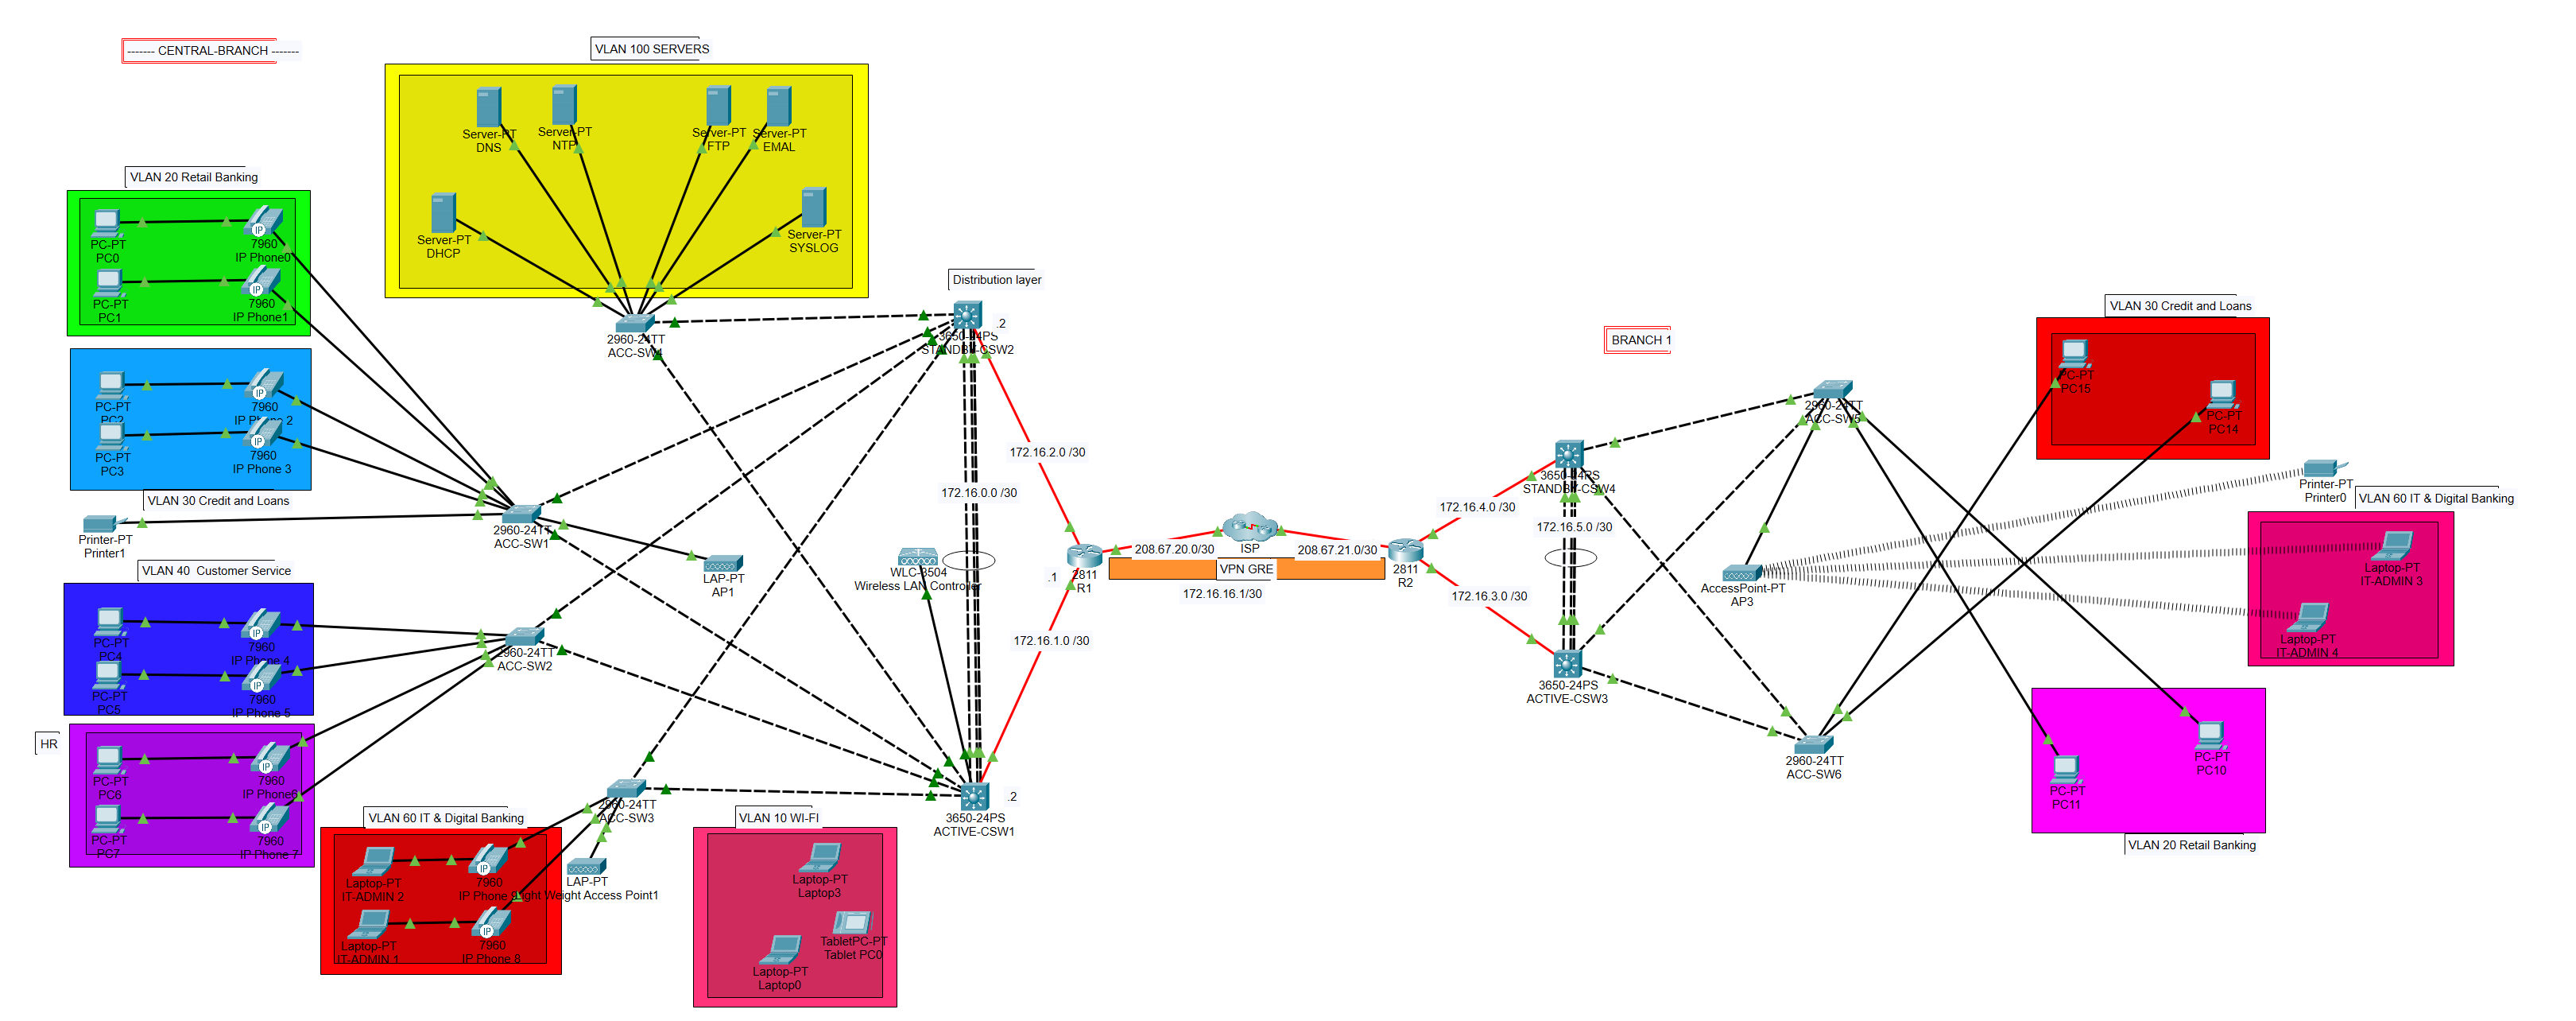 ------- CENTRAL-BRANCH -------
VLAN 100 SERVERS
Server-PT
DNS
Server-PT
NTP
Server-PT
FTP
Server-PT
EMAL
Server-PT
DHCP
Server-PT
SYSLOG
VLAN 20 Retail Banking
PC-PT
PC0
7960
IP Phone0
PC-PT
PC1
7960
IP Phone1
PC-PT
PC2
7960
IP Phone 2
PC-PT
PC3
7960
IP Phone 3
VLAN 30 Credit and Loans
Printer-PT
Printer1
VLAN 40  Customer Service
PC-PT
PC4
7960
IP Phone 4
PC-PT
PC5
7960
IP Phone 5
HR
PC-PT
PC6
7960
IP Phone6
PC-PT
PC7
7960
IP Phone 7
VLAN 60 IT & Digital Banking
Laptop-PT
IT-ADMIN 2
7960
IP Phone 9
Laptop-PT
IT-ADMIN 1
7960
IP Phone 8
LAP-PT
Light Weight Access Point1
2960-24TT
ACC-SW4
2960-24TT
ACC-SW1
2960-24TT
ACC-SW2
2960-24TT
ACC-SW3
LAP-PT
AP1
VLAN 10 WI-FI
Laptop-PT
Laptop3
TabletPC-PT
Tablet PC0
Laptop-PT
Laptop0
Distribution layer
.2
3650-24PS
STANDBY-CSW2
172.16.2.0 /30
172.16.0.0 /30
WLC-3504
Wireless LAN Controller
172.16.1.0 /30
3650-24PS
ACTIVE-CSW1
.2
.1
2811
R1
208.67.20.0/30
ISP
208.67.21.0/30
VPN GRE
172.16.16.1/30
2811
R2
172.16.4.0 /30
172.16.3.0 /30
BRANCH 1
3650-24PS
STANDBY-CSW4
172.16.5.0 /30
3650-24PS
ACTIVE-CSW3
2960-24TT
ACC-SW5
AccessPoint-PT
AP3
2960-24TT
ACC-SW6
VLAN 30 Credit and Loans
PC-PT
PC15
PC-PT
PC14
Printer-PT
Printer0
VLAN 60 IT & Digital Banking
Laptop-PT
IT-ADMIN 3
Laptop-PT
IT-ADMIN 4
PC-PT
PC10
PC-PT
PC11
VLAN 20 Retail Banking